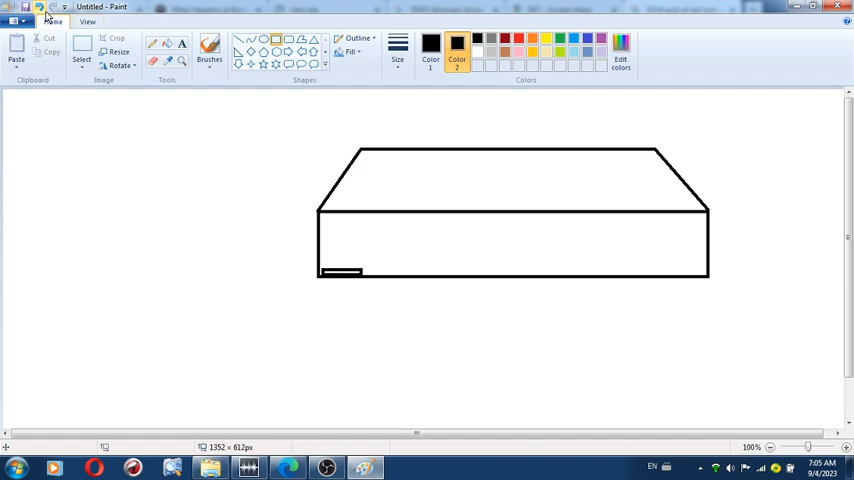 Untitled - Paint
Home View
Paste
Cut
Copy
Clipboard
Select
Crop
Resize
Rotate
Image
Tools
Brushes
Shapes
Outline
Fill
Size
Color
1
Color
2
Edit
colors
Colors
1352 × 612px
100%
EN
7:05 AM
9/4/2023